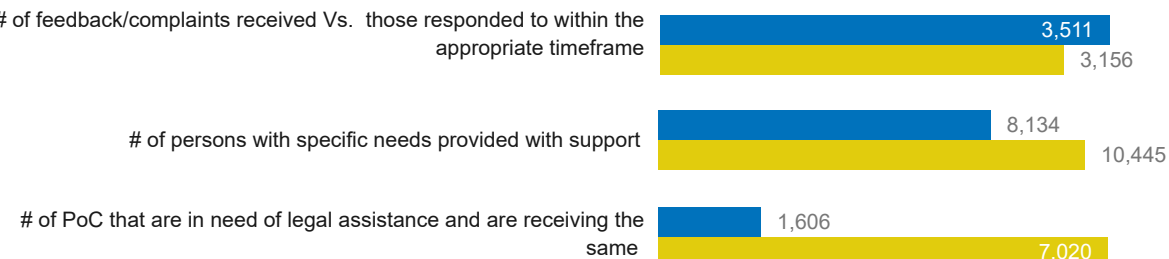 # of feedback/complaints received Vs. those responded to within the
appropriate timeframe
3,511
3,156
# of persons with specific needs provided with support
8,134
10,445
# of PoC that are in need of legal assistance and are receiving the
same
1,606
7,020